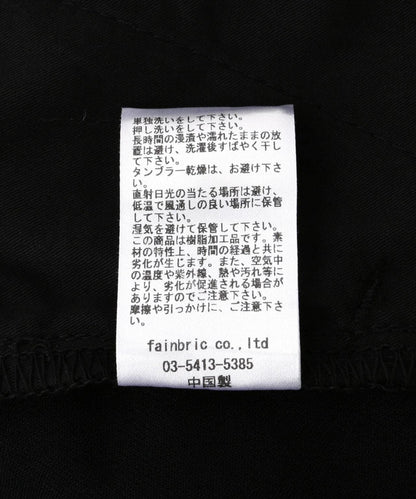 単独洗いをして下さい。
押し洗いをして下さい。
長時間の浸漬や濡れたままの放
置は避け、洗濯後すばやく干し
て下さい。
タンブラー乾燥は、お避け下さ
い。
直射日光の当たる場所は避け、
低温で風通しの良い場所に保管
して下さい。
湿気を避けて保管して下さい。
この商品は樹脂加工品です。素
材の特性上、時間の経過と共に
劣化が生じます。また、空気中
の温度や紫外線、熱や汚れ等に
より、劣化が促進される場合が
ありますのでご注意下さい。
摩擦や引っかけに、ご注意下さ
い。
fainbric co.,ltd
03-5413-5385
中国製